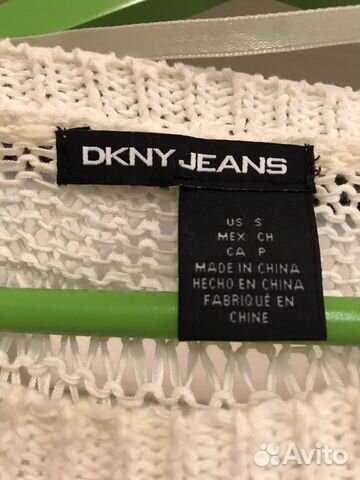 DKNY JEANS
US S
MEX CH
CA P
MADE IN CHINA
HECHO EN CHINA
FABRIQUÉ EN
CHINE
Avito